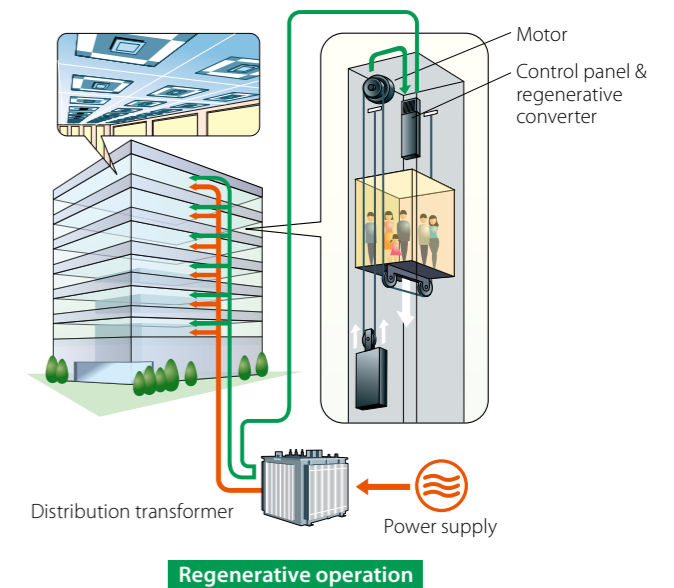 Motor
Control panel &
regenerative
converter
Distribution transformer
Power supply
Regenerative operation